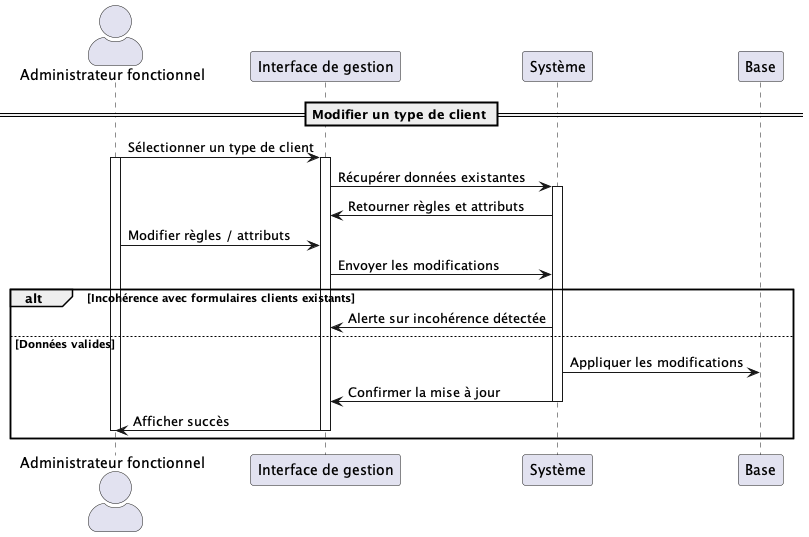 Administrateur fonctionnel
Interface de gestion
Système
Base
Modifier un type de client
Sélectionner un type de client
Récupérer données existantes
Retourner règles et attributs
Modifier règles / attributs
Envoyer les modifications
alt
[Incohérence avec formulaires clients existants]
Alerte sur incohérence détectée
[Données valides]
Appliquer les modifications
Confirmer la mise à jour
Afficher succès
Administrateur fonctionnel
Interface de gestion
Système
Base